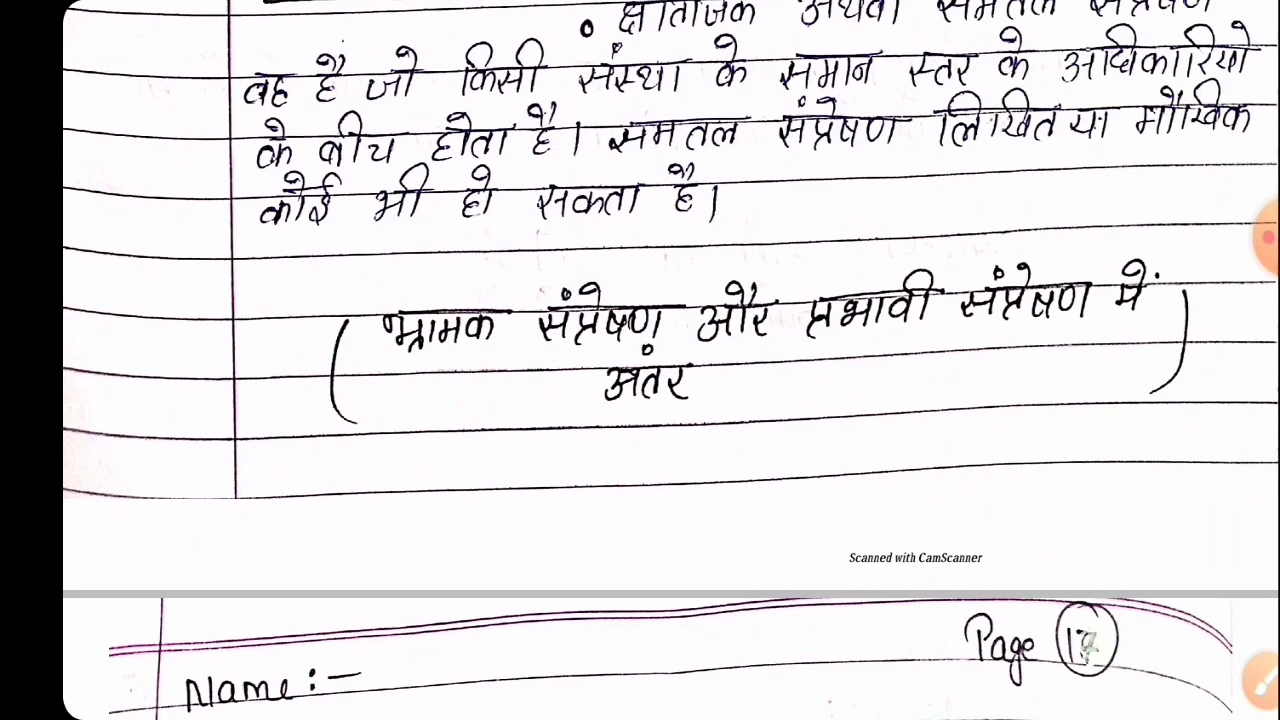 क्षैतिजक अथवा समतल संप्रेषण
वह है जो किसी संस्था के समान स्तर के अधिकारियो
के बीच होता है। समतल संप्रेषण लिखित या मौखिक
कोई भी हो सकता है।
(भ्रामक संप्रेषण और प्रभावी संप्रेषण में
अंतर)
Scanned with CamScanner
Page 17
Name :-